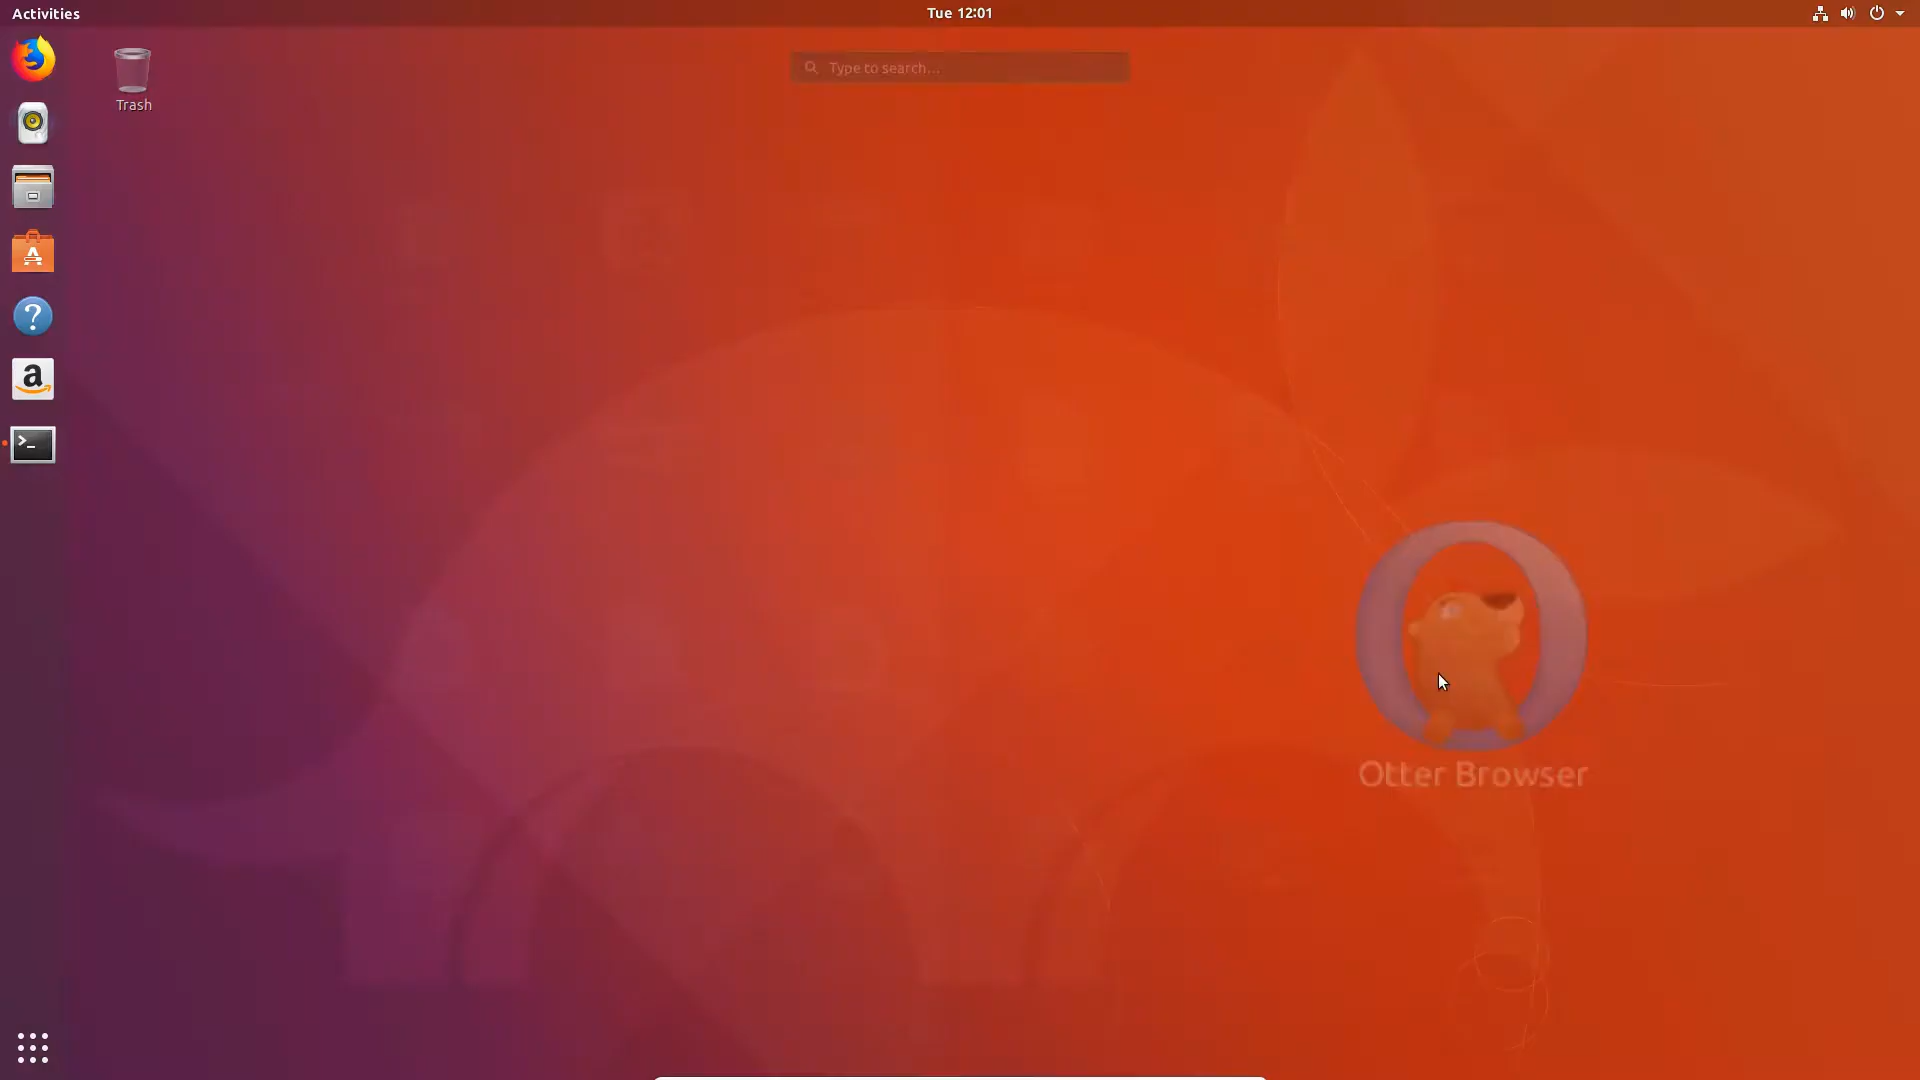 Activities
Tue 12:01
Type to search...
Trash
Otter Browser